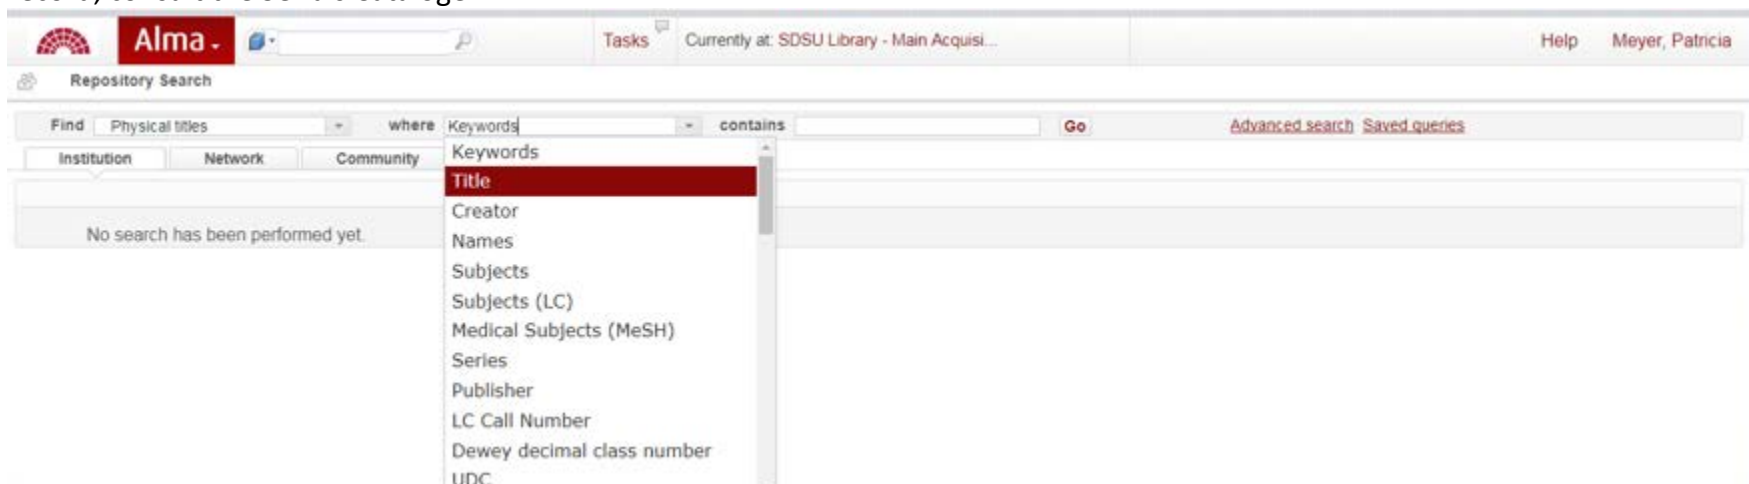 Alma
Tasks Currently at: SDSU Library - Main Acquisi... Help Meyer, Patricia
Repository Search
Find Physical titles where Keywords contains Go Advanced search Saved queries
Institution Network Community
Keywords
Title
Creator
No search has been performed yet.
Names
Subjects
Subjects (LC)
Medical Subjects (MeSH)
Series
Publisher
LC Call Number
Dewey decimal class number
UDC